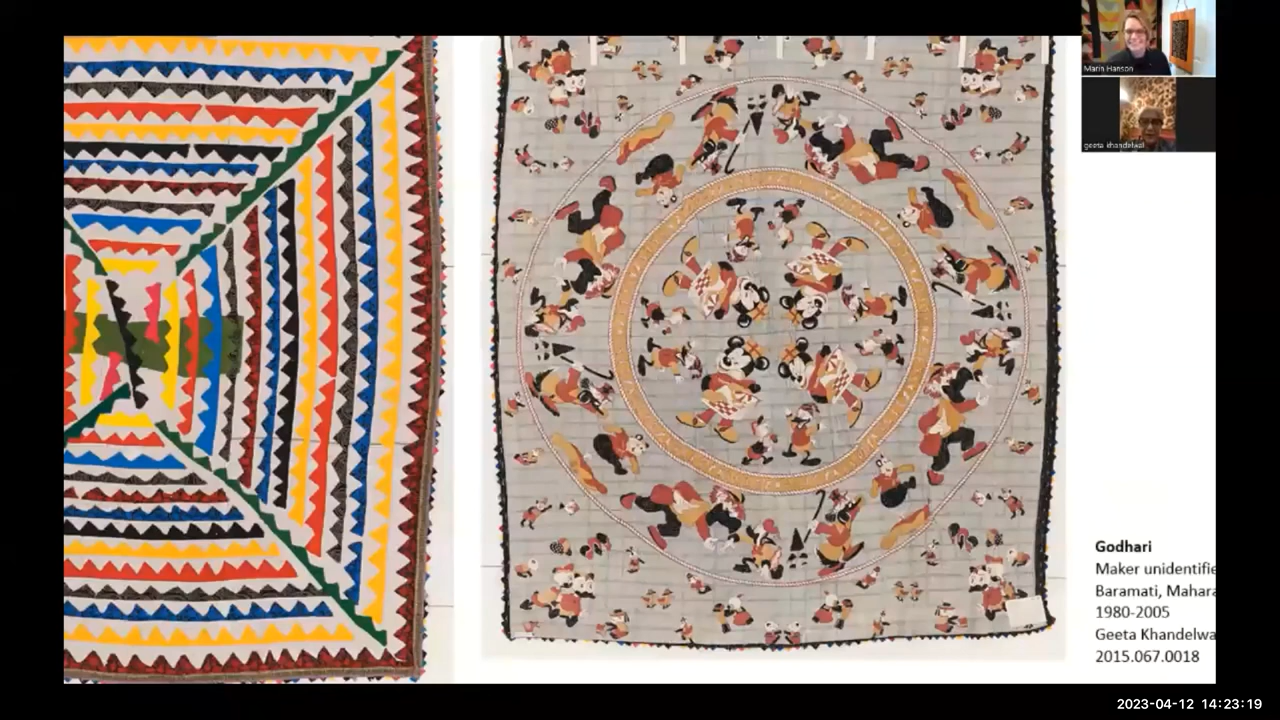 Marin Hanson
geeta khandelwal
Godhari
Maker unidentifie
Baramati, Mahara
1980-2005
Geeta Khandelwa
2015.067.0018
2023-04-12 14:23:19